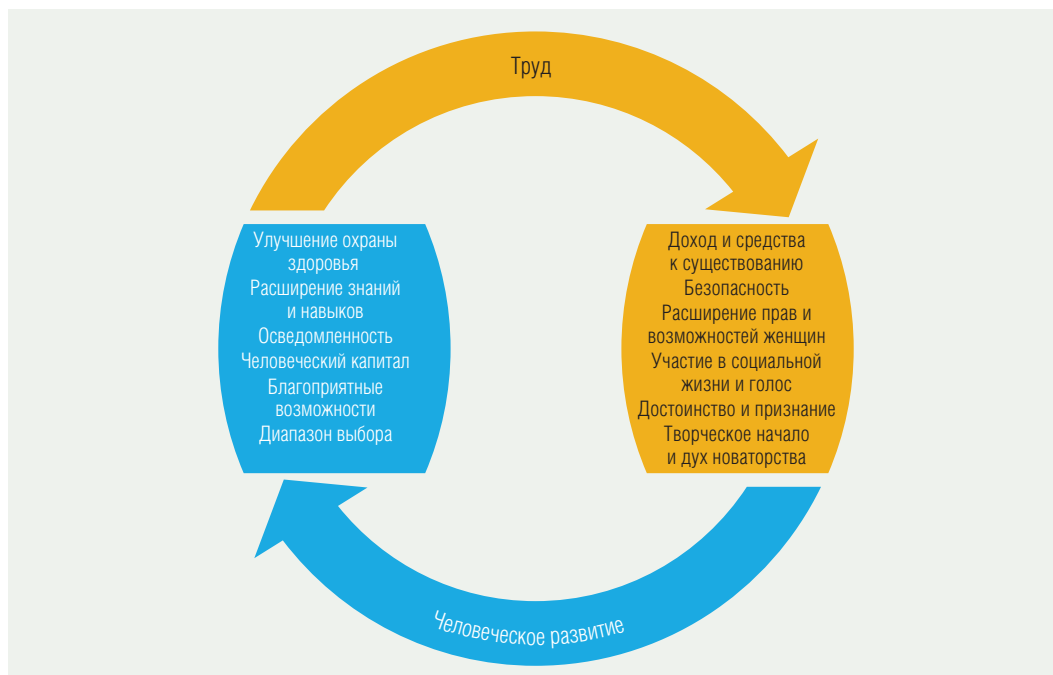 Труд
Улучшение охраны
здоровья
Расширение знаний
и навыков
Осведомленность
Человеческий капитал
Благоприятные
возможности
Диапазон выбора
Доход и средства
к существованию
Безопасность
Расширение прав и
возможностей женщин
Участие в социальной
жизни и голос
Достоинство и признание
Творческое начало
и дух новаторства
Человеческое развитие